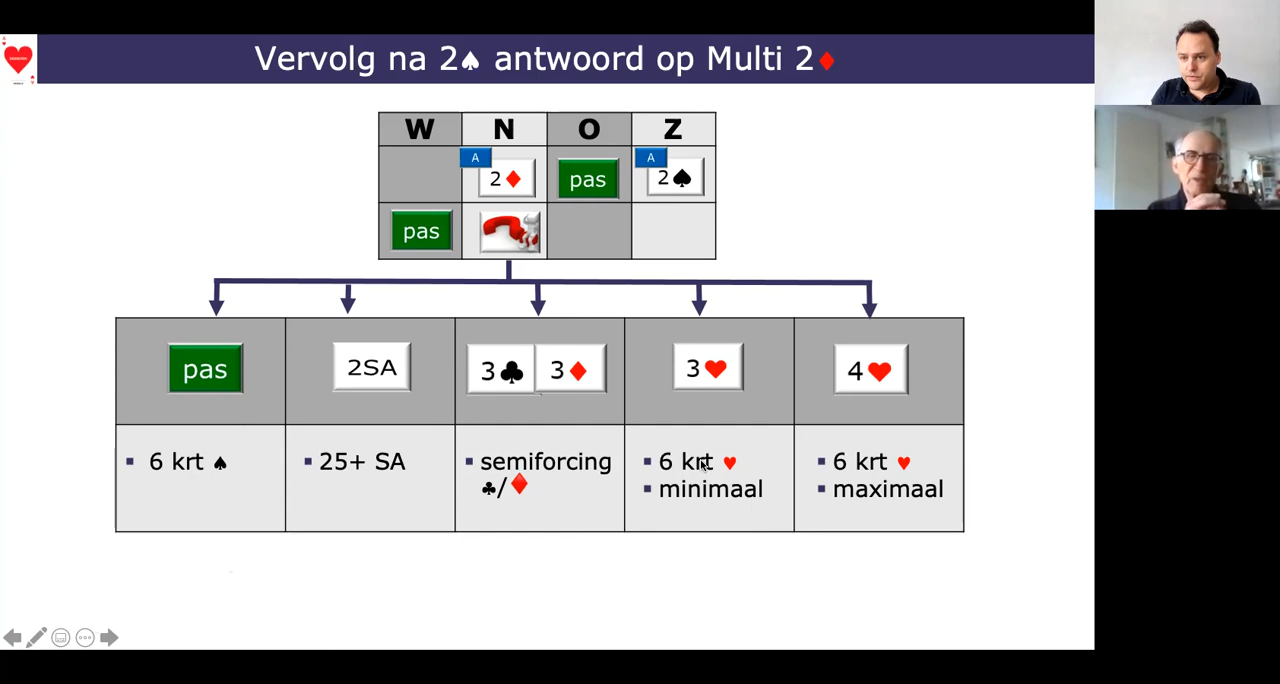 Vervolg na 2♠ antwoord op Multi 2♦
W N O Z
A A
2♦ pas 2♠
pas
pas 2SA 3♣ 3♦ 3♥ 4♥
▪ 6 krt ♠ ▪ 25+ SA ▪ semiforcing ▪ 6 krt ♥ ▪ 6 krt ♥
♣/♦ ▪ minimaal ▪ maximaal